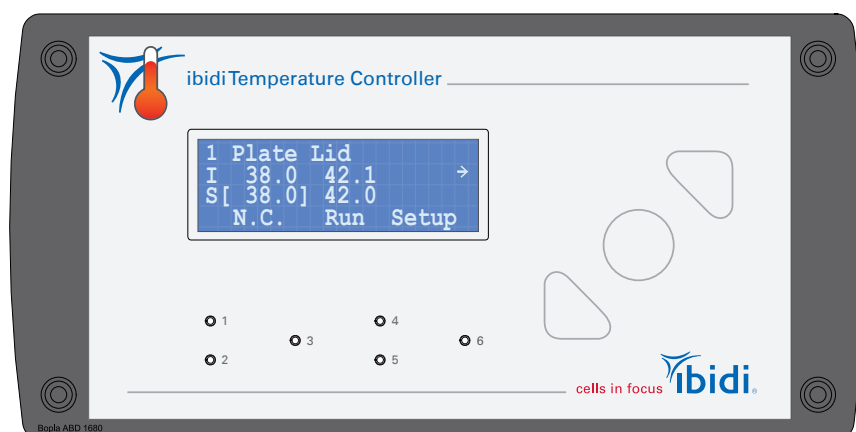 ibidi Temperature Controller
1 Plate Lid
I 38.0 42.1 →
S[ 38.0] 42.0
N.C. Run Setup
1
4
3
6
2
5
cells in focus ibidi®
Bopla ABD 1680